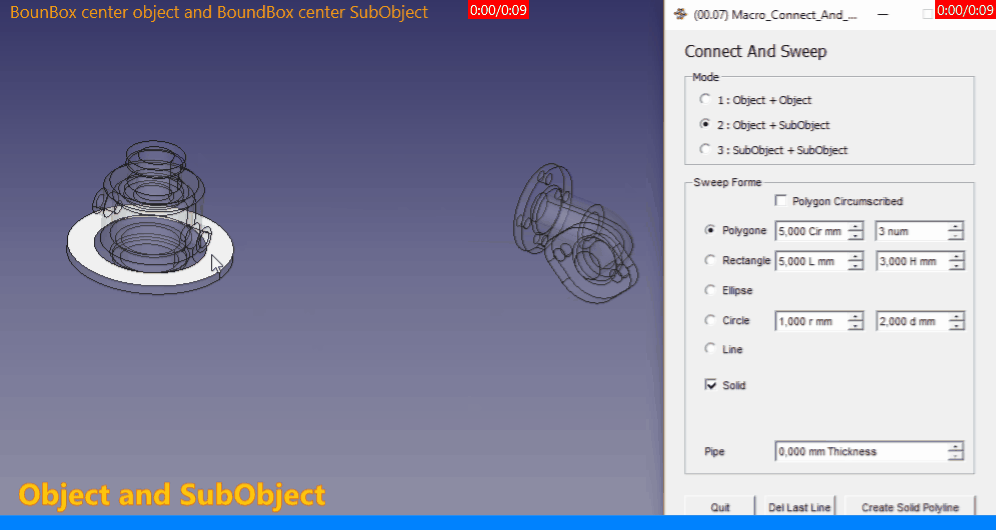 BounBox center object and BoundBox center SubObject
0:00/0:09
(00.07) Macro_Connect_And_...
0:00/0:09
Connect And Sweep
Mode
1 : Object + Object
2 : Object + SubObject
3 : SubObject + SubObject
Sweep Forme
Polygon Circumscribed
Polygone 5,000 Cir mm 3 num
Rectangle 5,000 L mm 3,000 H mm
Ellipse
Circle 1,000 r mm 2,000 d mm
Line
Solid
Pipe 0,000 mm Thickness
Object and SubObject
Quit Del Last Line Create Solid Polyline